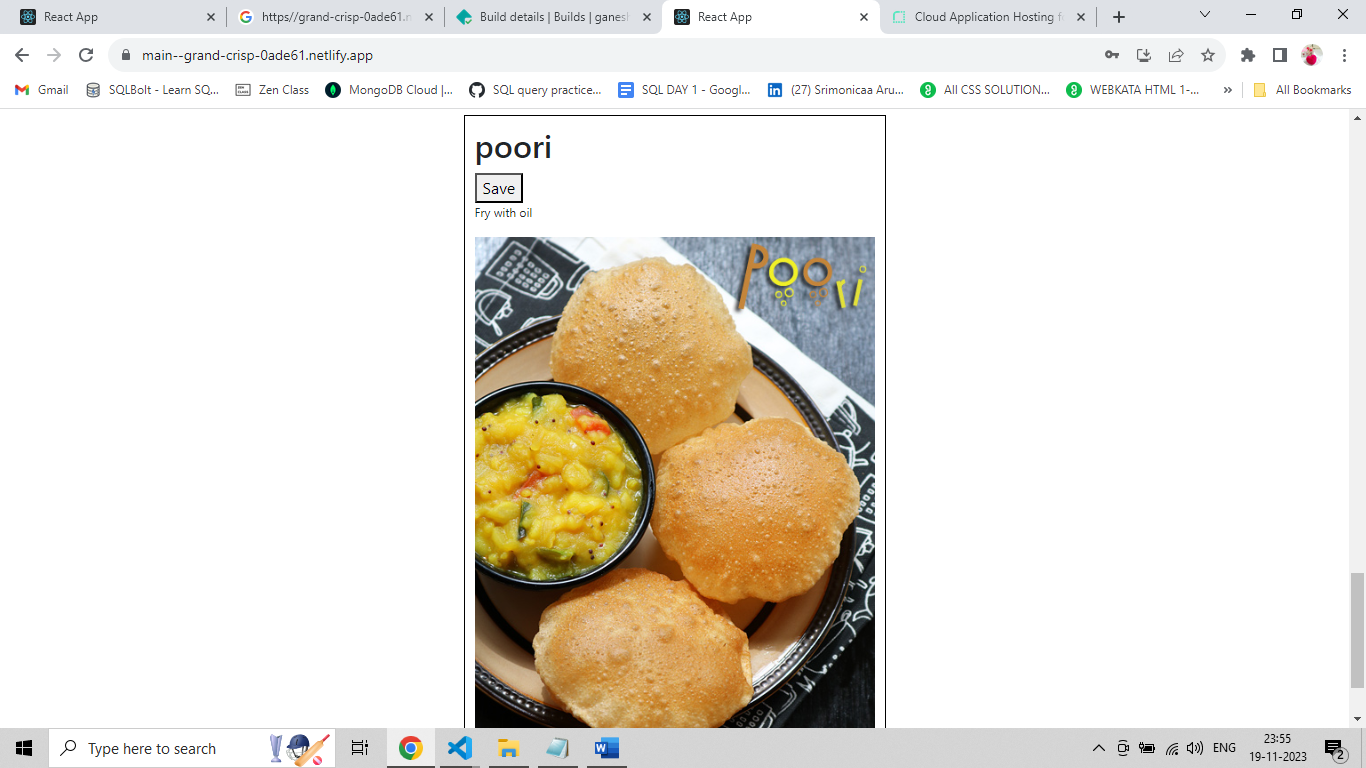 React App
https//grand-crisp-0ade61.n
Build details | Builds | ganesh
React App
Cloud Application Hosting f
main--grand-crisp-0ade61.netlify.app
Gmail
SQLBolt - Learn SQ...
Zen Class
MongoDB Cloud |...
SQL query practice...
SQL DAY 1 - Googl...
(27) Srimonicaa Aru...
All CSS SOLUTION...
WEBKATA HTML 1-...
»
All Bookmarks
poori
Save
Fry with oil
Poori
Type here to search
ENG
23:55
19-11-2023
2